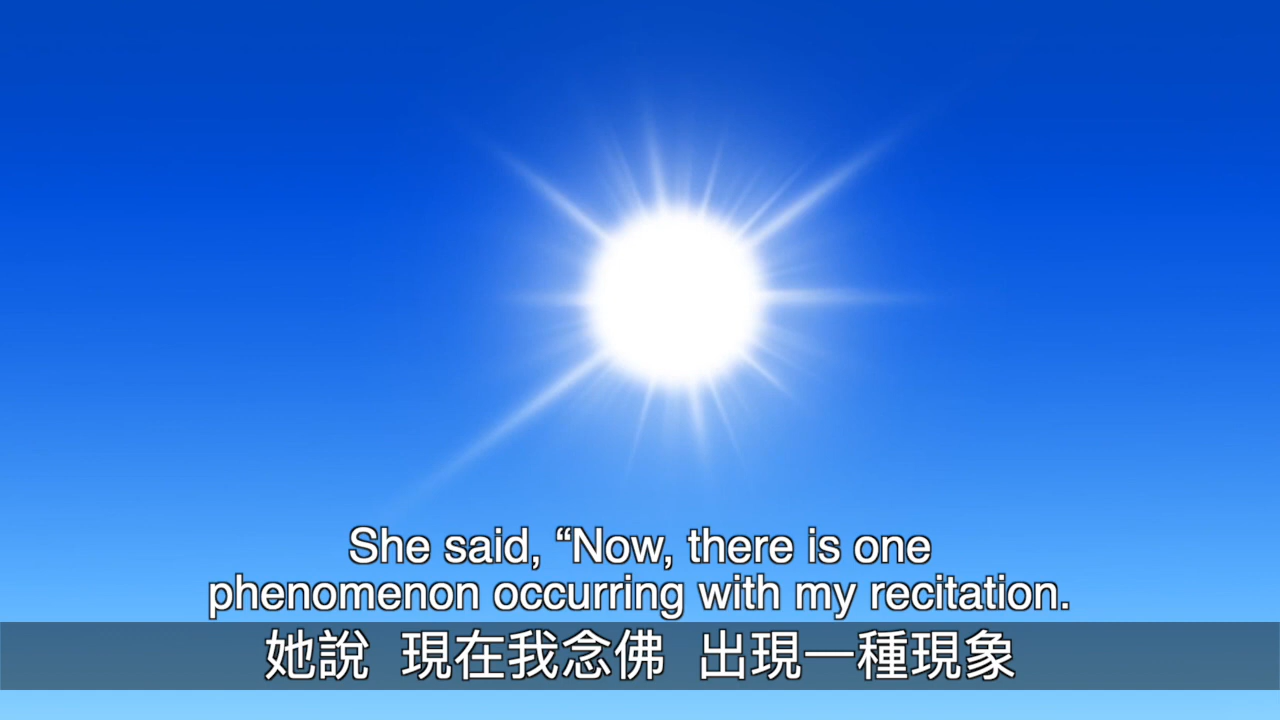 She said, “Now, there is one
phenomenon occurring with my recitation.
她說 現在我念佛 出現一種現象